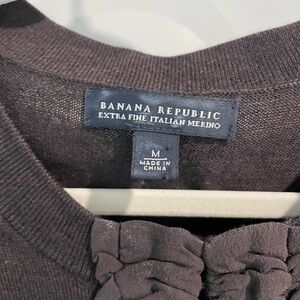 BANANA REPUBLIC
EXTRA FINE ITALIAN MERINO
M
MADE IN
CHINA